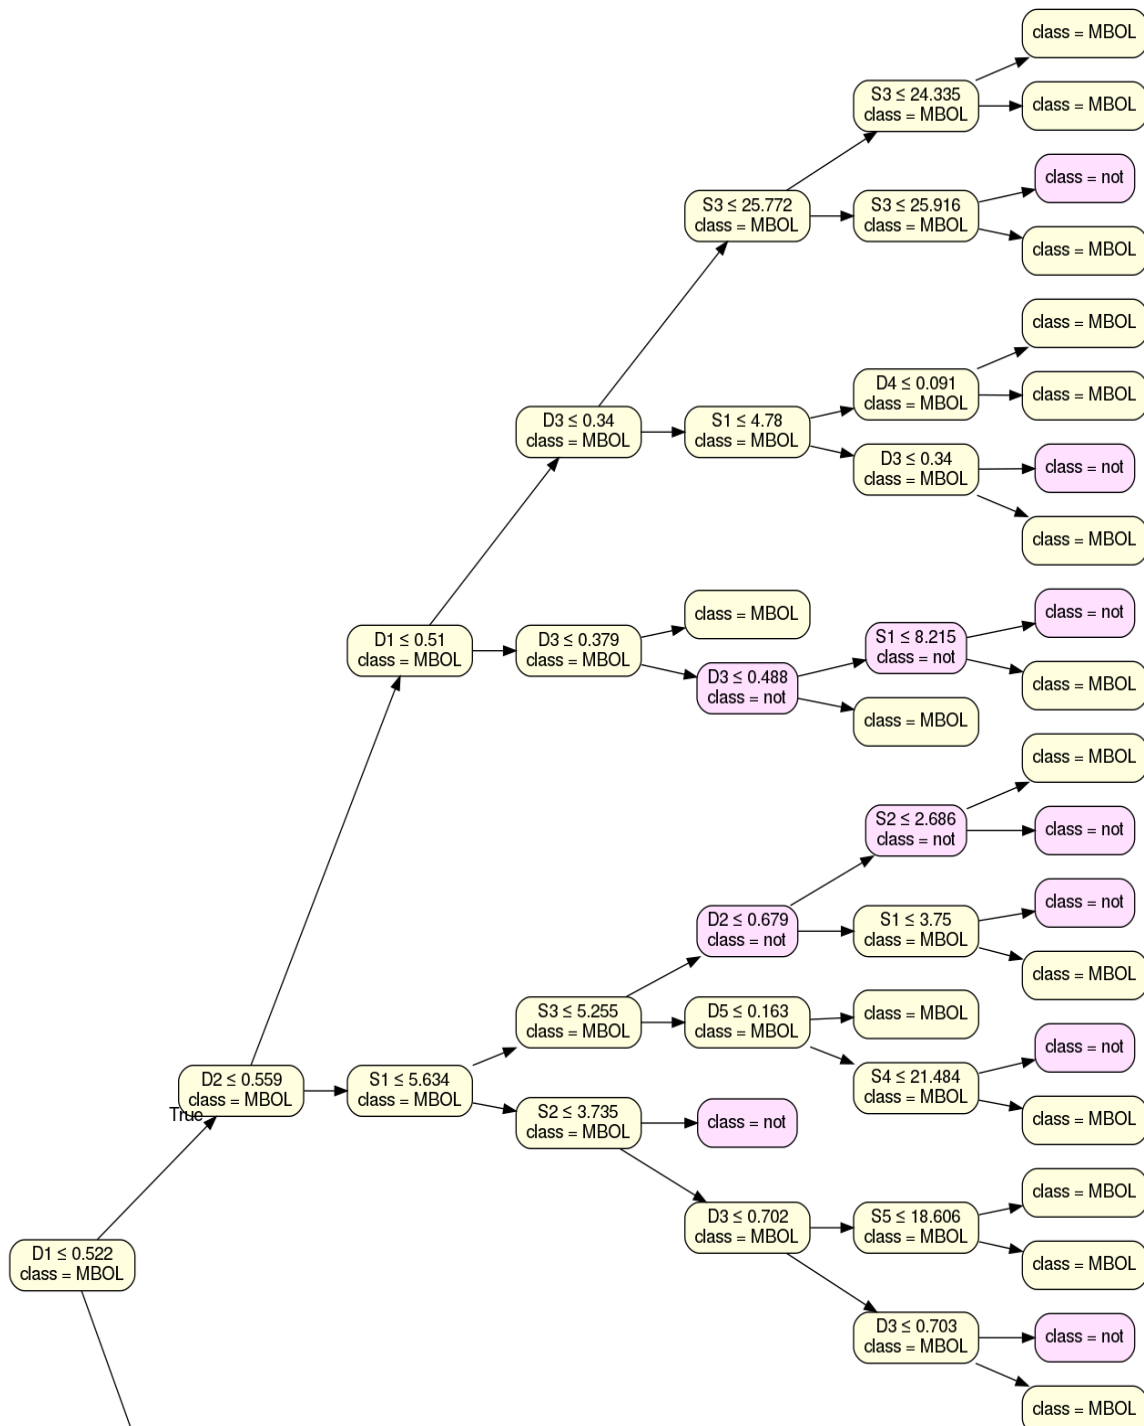 class = MBOL
S3 ≤ 24.335
class = MBOL
class = MBOL
class = not
S3 ≤ 25.772
class = MBOL
S3 ≤ 25.916
class = MBOL
class = MBOL
class = MBOL
D4 ≤ 0.091
class = MBOL
class = MBOL
D3 ≤ 0.34
class = MBOL
S1 ≤ 4.78
class = MBOL
D3 ≤ 0.34
class = MBOL
class = not
class = MBOL
class = MBOL
class = not
D1 ≤ 0.51
class = MBOL
D3 ≤ 0.379
class = MBOL
S1 ≤ 8.215
class = not
D3 ≤ 0.488
class = not
class = MBOL
class = MBOL
class = MBOL
S2 ≤ 2.686
class = not
class = not
D2 ≤ 0.679
class = not
S1 ≤ 3.75
class = MBOL
class = not
class = MBOL
S3 ≤ 5.255
class = MBOL
D5 ≤ 0.163
class = MBOL
class = MBOL
class = not
D2 ≤ 0.559
class = MBOL
True
S1 ≤ 5.634
class = MBOL
S4 ≤ 21.484
class = MBOL
class = MBOL
S2 ≤ 3.735
class = MBOL
class = not
class = MBOL
D3 ≤ 0.702
class = MBOL
S5 ≤ 18.606
class = MBOL
class = MBOL
D1 ≤ 0.522
class = MBOL
D3 ≤ 0.703
class = MBOL
class = not
class = MBOL